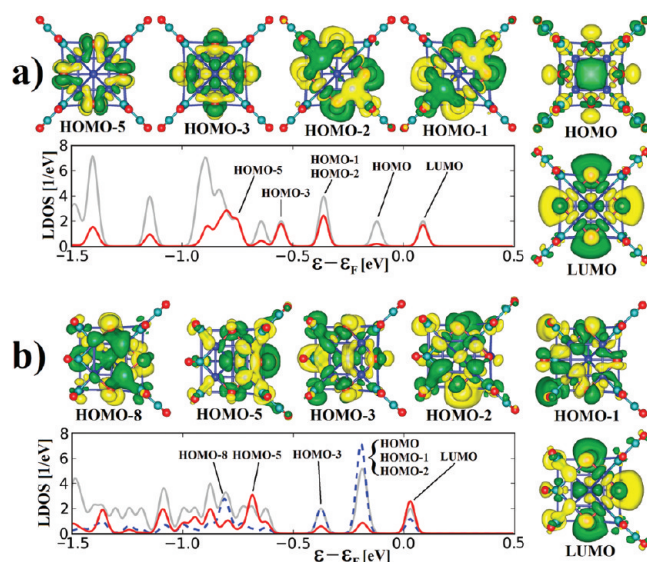 a)
HOMO-5 HOMO-3 HOMO-2 HOMO-1 HOMO
LDOS [1/eV]
8
6
4
2
0
HOMO-5
HOMO-3
HOMO-1
HOMO-2
HOMO
LUMO
-1.5 -1.0 -0.5 0.0 0.5
ε−ε_F [eV]
LUMO
b)
HOMO-8 HOMO-5 HOMO-3 HOMO-2 HOMO-1
LDOS [1/eV]
8
6
4
2
0
HOMO-8
HOMO-5
HOMO-3
HOMO
HOMO-1
HOMO-2
LUMO
-1.5 -1.0 -0.5 0.0 0.5
ε−ε_F [eV]
LUMO